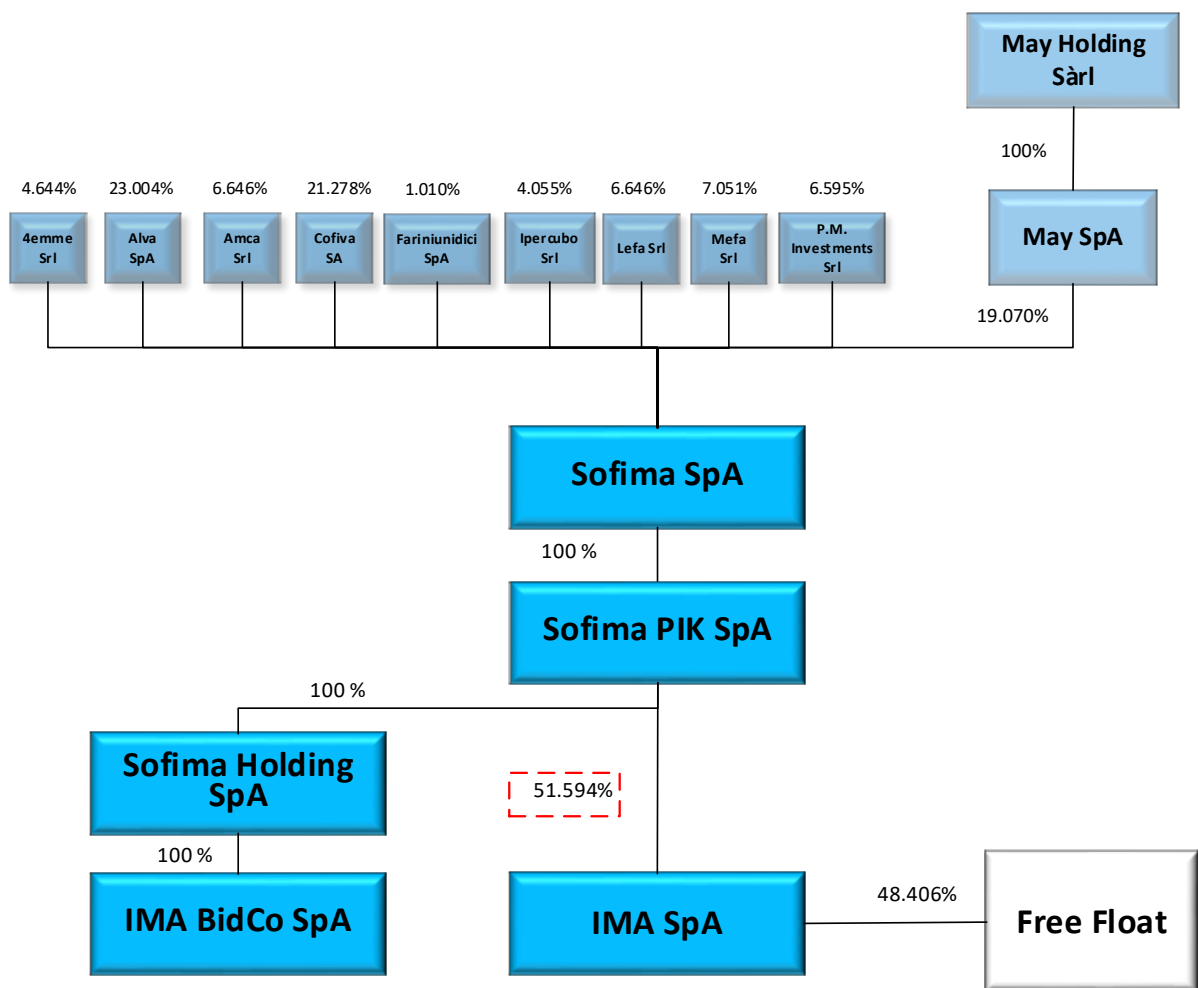 May Holding
Sàrl
100%
4.644%
23.004%
6.646%
21.278%
1.010%
4.055%
6.646%
7.051%
6.595%
4emme
Srl
Alva
SpA
Amca
Srl
Cofiva
SA
Fariniunidici
SpA
Ipercubo
Srl
Lefa Srl
Mefa
Srl
P.M.
Investments
Srl
May SpA
19.070%
Sofima SpA
100 %
Sofima PIK SpA
100 %
Sofima Holding
SpA
51.594%
100 %
IMA BidCo SpA
IMA SpA
48.406%
Free Float